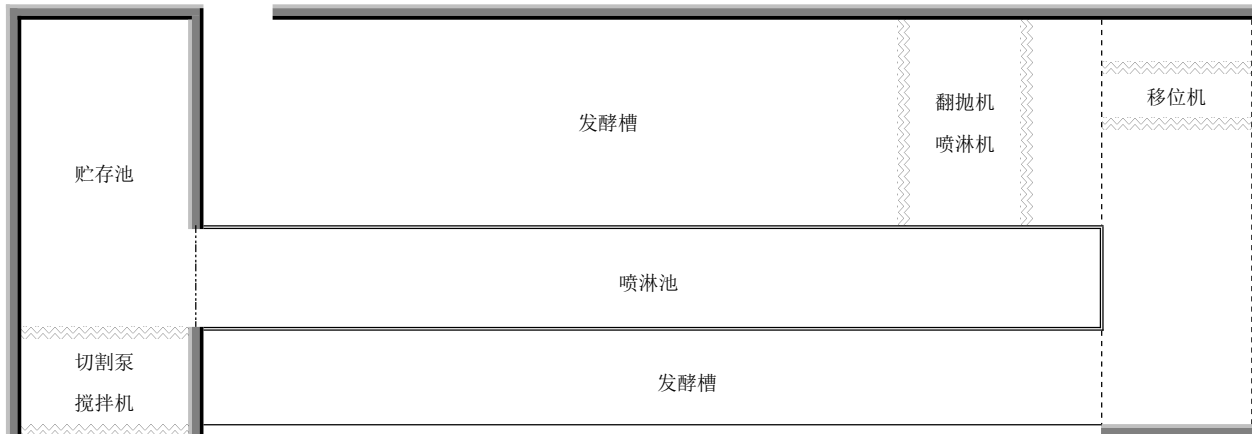 发酵槽
翻抛机
喷淋机
移位机
贮存池
喷淋池
切割泵
搅拌机
发酵槽